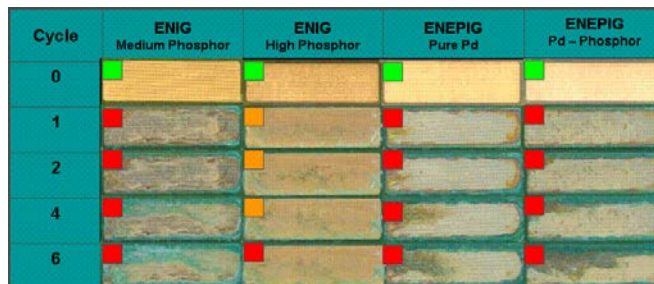 Cycle
ENIG
Medium Phosphor
ENIG
High Phosphor
ENEPIG
Pure Pd
ENEPIG
Pd – Phosphor
0
1
2
4
6